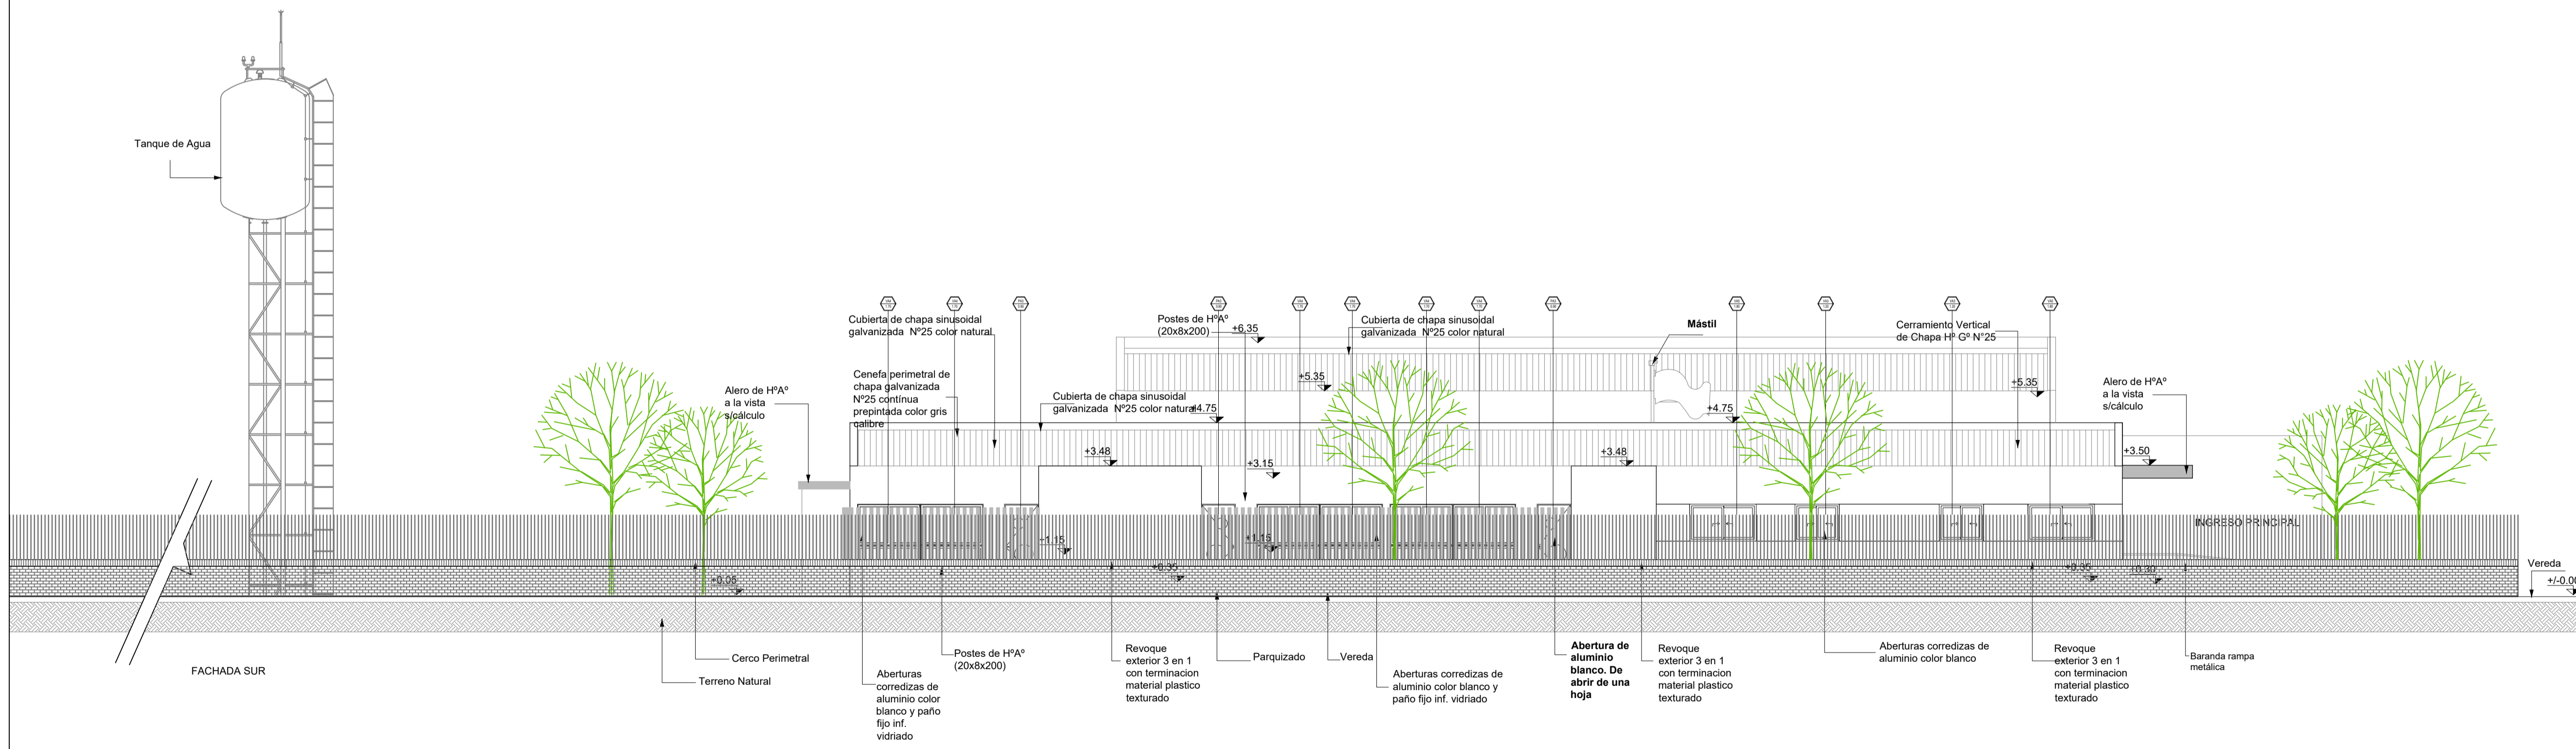 Tanque de Agua
Cubierta de chapa sinusoidal
galvanizada Nº25 color natural
Postes de HºAº
(20x8x200)
+6.35
Cubierta de chapa sinusoidal
galvanizada Nº25 color natural
Mástil
Cerramiento Vertical
de Chapa Hº Gº N°25
Alero de HºAº
a la vista
s/cálculo
Cenefa perimetral de
chapa galvanizada
Nº25 contínua
prepintada color gris
calibre
Cubierta de chapa sinusoidal
galvanizada Nº25 color natural
+4.75
+5.35
+4.75
+5.35
Alero de HºAº
a la vista
s/cálculo
+3.48
+3.15
+3.48
+3.50
INGRESO PRINCIPAL
+1.15
+1.15
+0.05
+0.35
+0.35
+0.30
Vereda
+/-0.00
FACHADA SUR
Cerco Perimetral
Terreno Natural
Aberturas
corredizas de
aluminio color
blanco y paño
fijo inf.
vidriado
Postes de HºAº
(20x8x200)
Revoque
exterior 3 en 1
con terminacion
material plastico
texturado
Parquizado
Vereda
Aberturas corredizas de
aluminio color blanco y
paño fijo inf. vidriado
Abertura de
aluminio
blanco. De
abrir de una
hoja
Revoque
exterior 3 en 1
con terminacion
material plastico
texturado
Aberturas corredizas de
aluminio color blanco
Revoque
exterior 3 en 1
con terminacion
material plastico
texturado
Baranda rampa
metálica